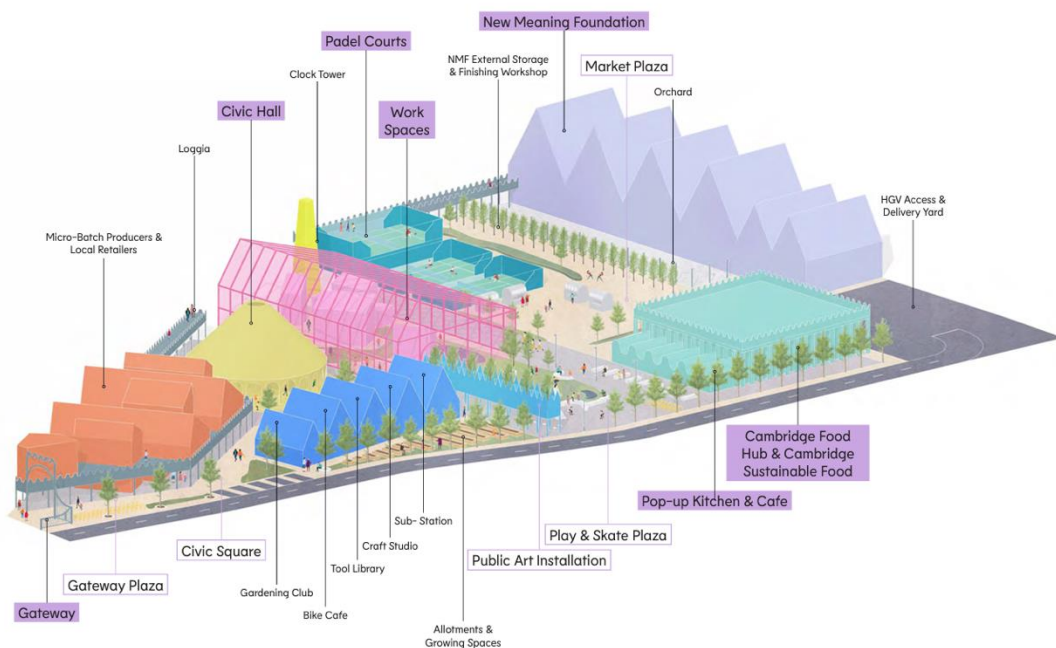 New Meaning Foundation
Padel Courts
NMF External Storage
& Finishing Workshop
Market Plaza
Clock Tower
Orchard
Civic Hall
Work
Spaces
Loggia
HGV Access &
Delivery Yard
Micro-Batch Producers &
Local Retailers
Cambridge Food
Hub & Cambridge
Sustainable Food
Pop-up Kitchen & Cafe
Sub- Station
Play & Skate Plaza
Craft Studio
Civic Square
Public Art Installation
Tool Library
Gateway Plaza
Gardening Club
Gateway
Bike Cafe
Allotments &
Growing Spaces